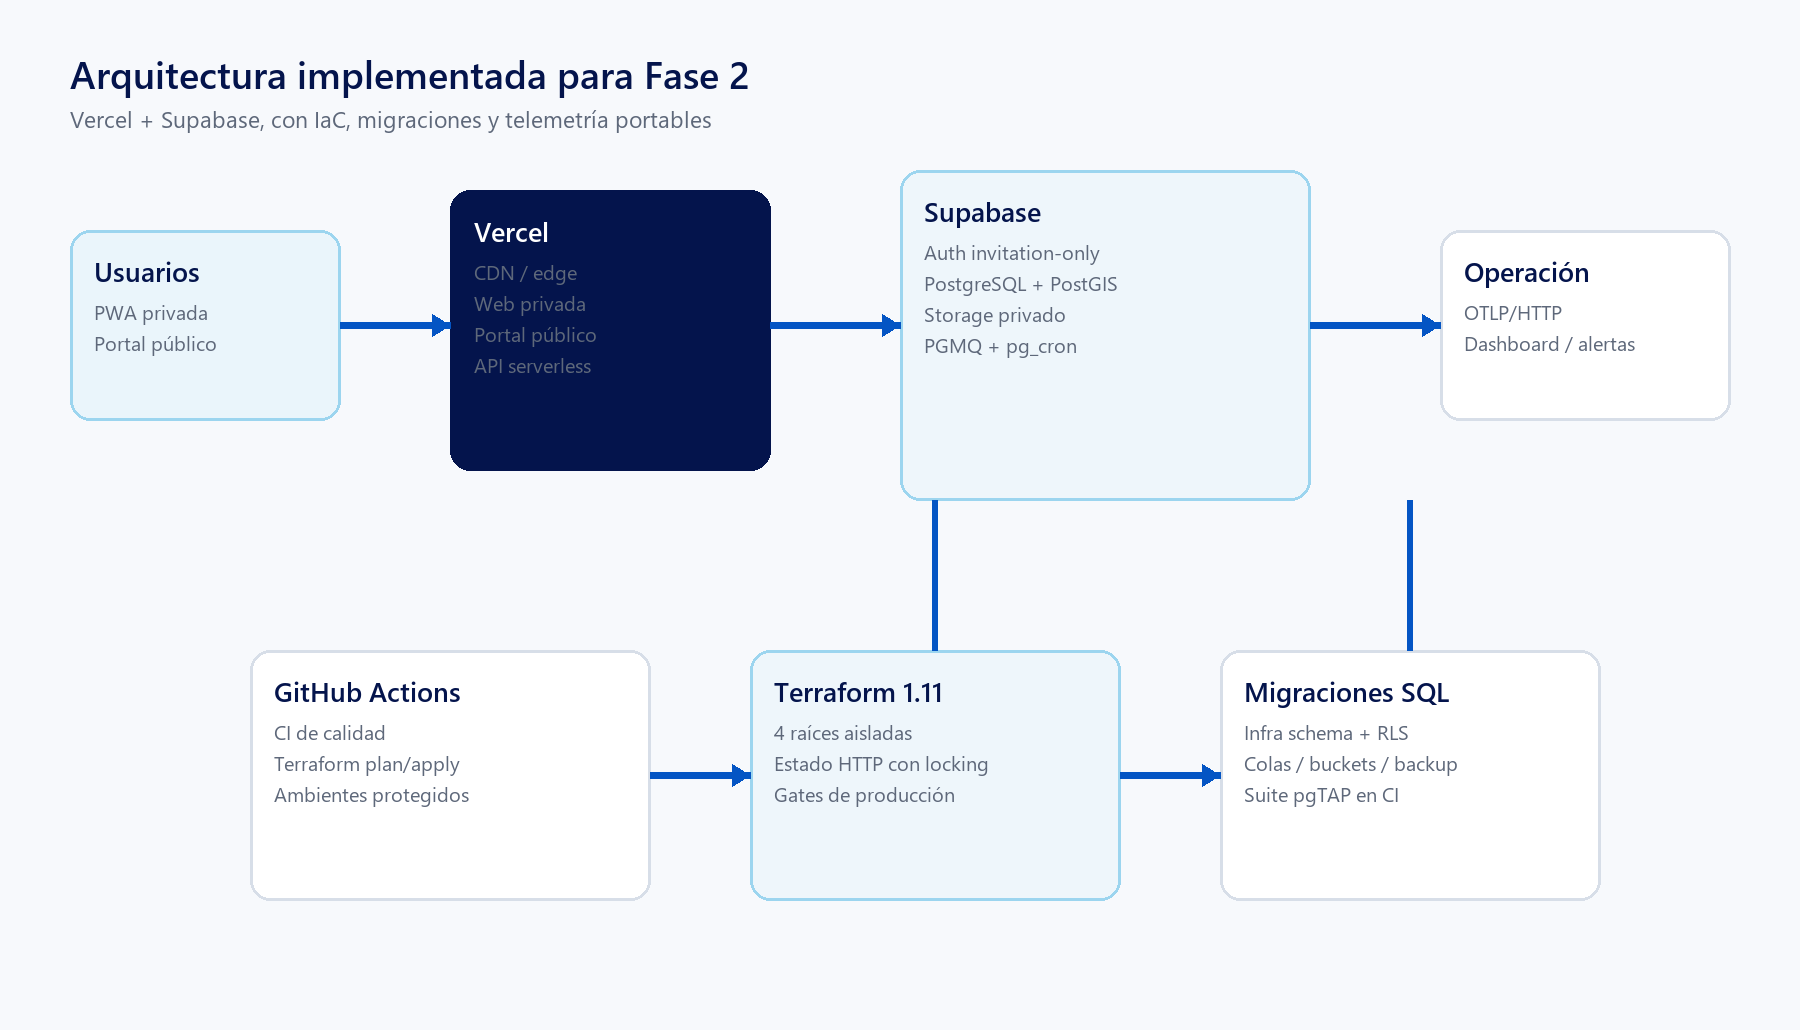 Arquitectura implementada para Fase 2
Vercel + Supabase, con IaC, migraciones y telemetría portables
Usuarios
PWA privada
Portal público
Vercel
CDN / edge
Web privada
Portal público
API serverless
Supabase
Auth invitation-only
PostgreSQL + PostGIS
Storage privado
PGMQ + pg_cron
Operación
OTLP/HTTP
Dashboard / alertas
GitHub Actions
CI de calidad
Terraform plan/apply
Ambientes protegidos
Terraform 1.11
4 raíces aisladas
Estado HTTP con locking
Gates de producción
Migraciones SQL
Infra schema + RLS
Colas / buckets / backup
Suite pgTAP en CI